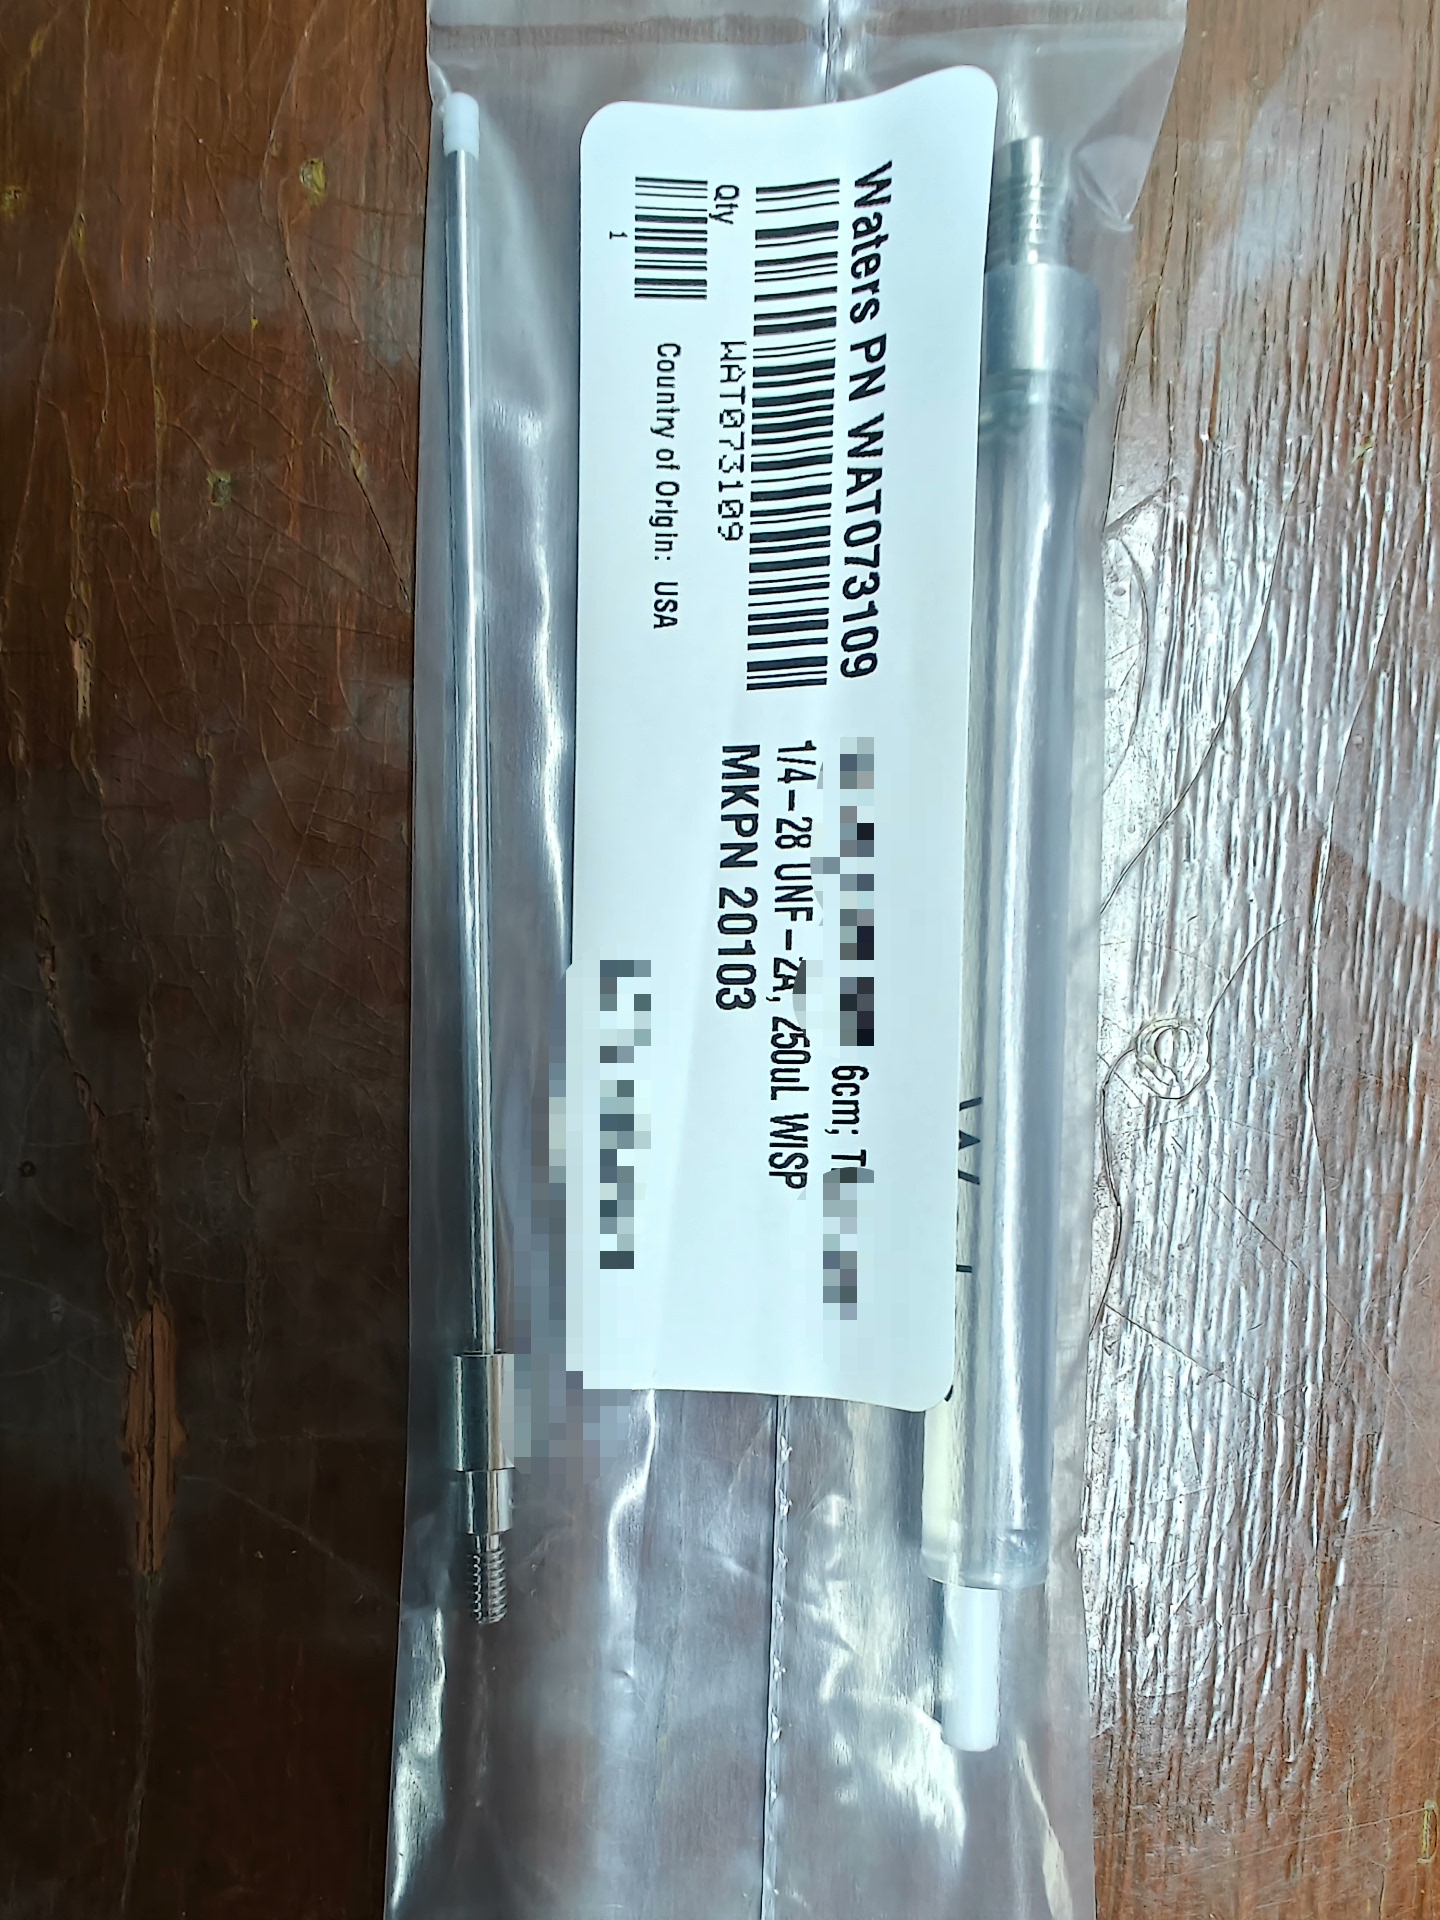 Waters PN WAT073109
WAT073109
Qty
1
Country of Origin: USA
6cm;
1/4-28 UNF-2A, 250uL WISP
MKPN 20103